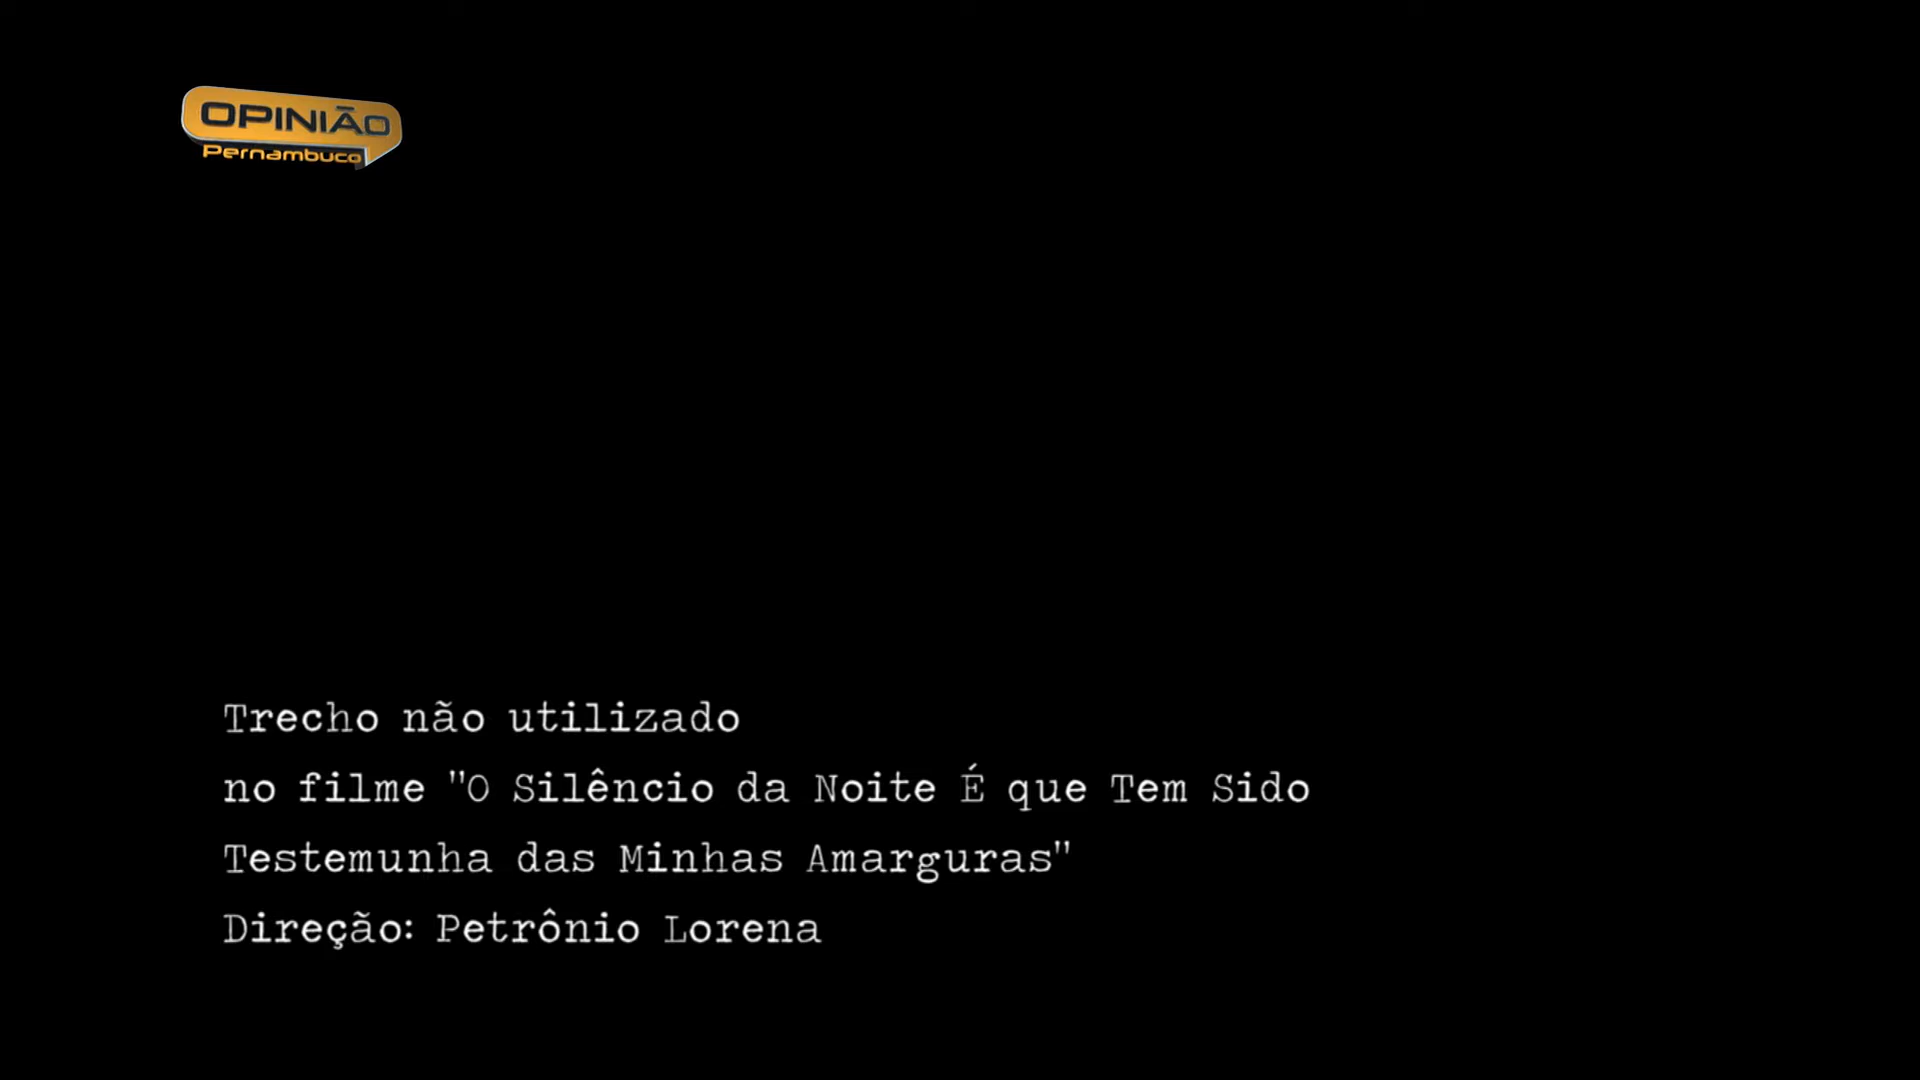 OPINIÃO
Pernambuco
Trecho não utilizado
no filme "O Silêncio da Noite É que Tem Sido
Testemunha das Minhas Amarguras"
Direção: Petrônio Lorena